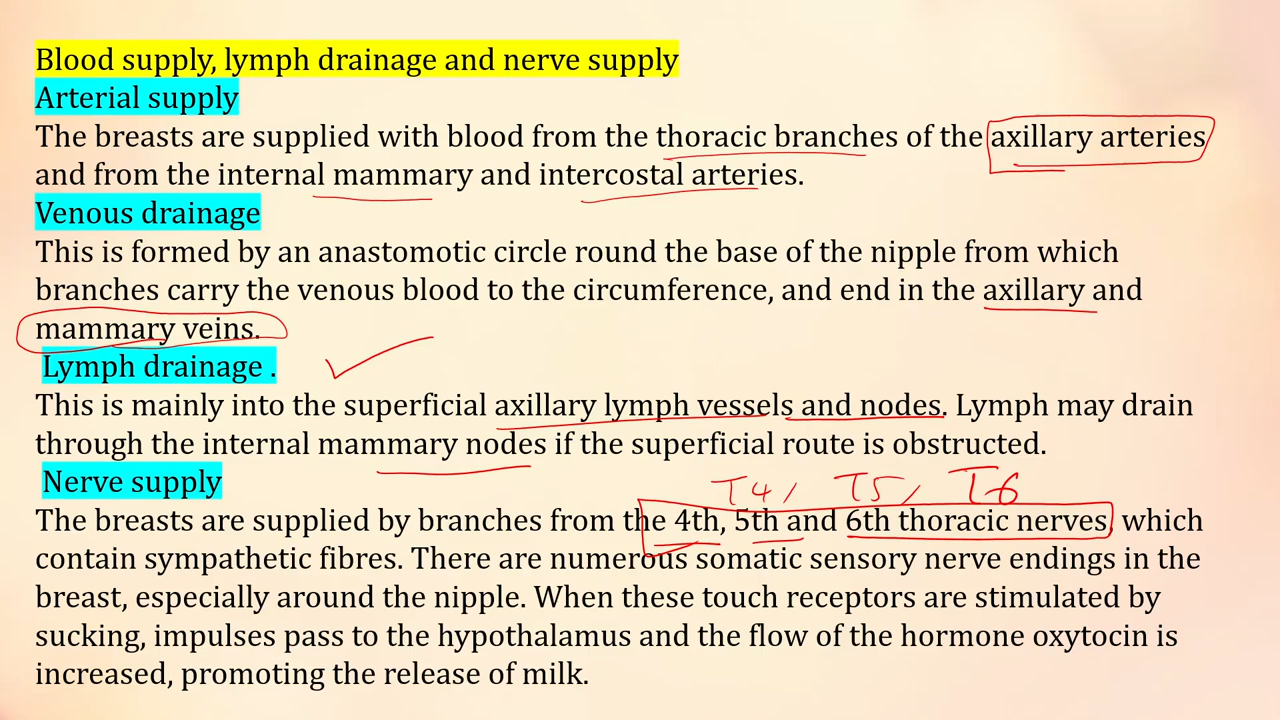 Blood supply, lymph drainage and nerve supply
Arterial supply
The breasts are supplied with blood from the thoracic branches of the axillary arteries
and from the internal mammary and intercostal arteries.
Venous drainage
This is formed by an anastomotic circle round the base of the nipple from which
branches carry the venous blood to the circumference, and end in the axillary and
mammary veins.
Lymph drainage .
This is mainly into the superficial axillary lymph vessels and nodes. Lymph may drain
through the internal mammary nodes if the superficial route is obstructed.
Nerve supply
T4, T5, T6
The breasts are supplied by branches from the 4th, 5th and 6th thoracic nerves, which
contain sympathetic fibres. There are numerous somatic sensory nerve endings in the
breast, especially around the nipple. When these touch receptors are stimulated by
sucking, impulses pass to the hypothalamus and the flow of the hormone oxytocin is
increased, promoting the release of milk.